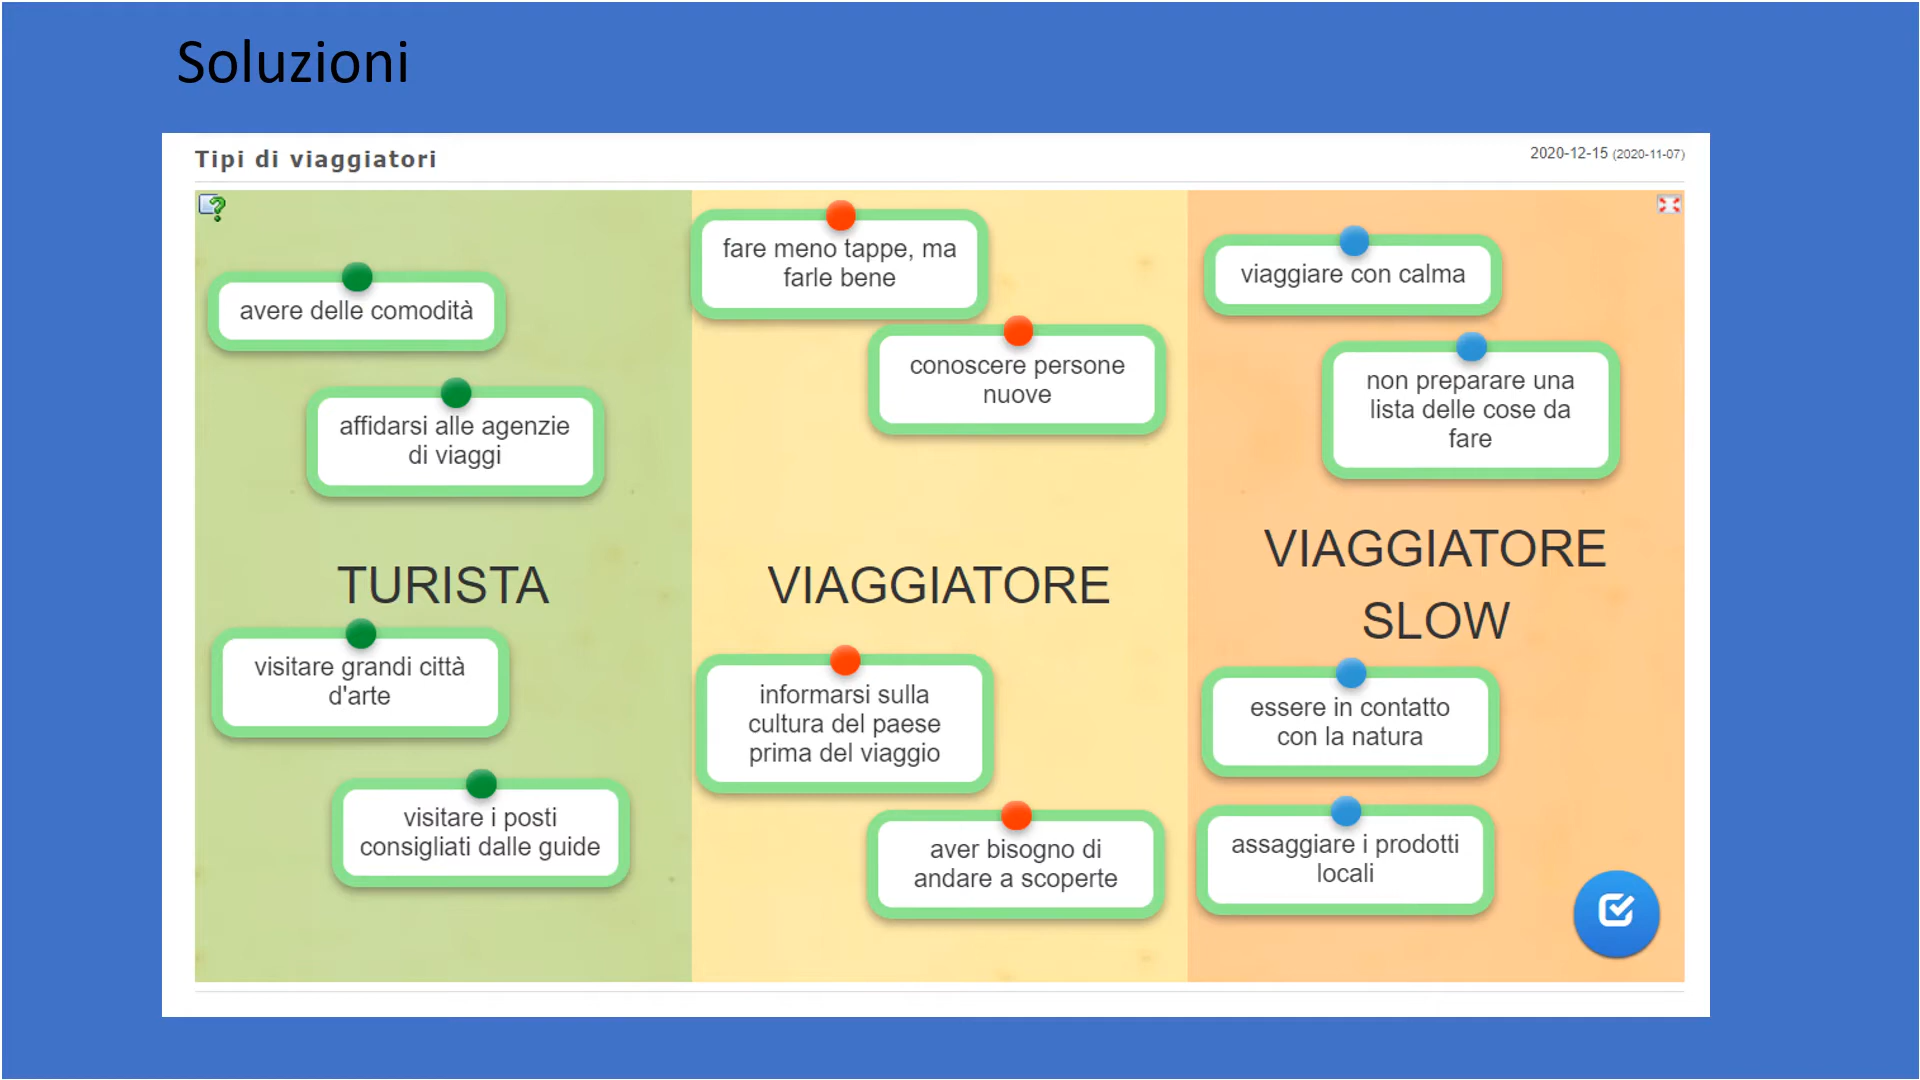 Soluzioni
Tipi di viaggiatori
2020-12-15 (2020-11-07)
avere delle comodità
affidarsi alle agenzie
di viaggi
TURISTA
visitare grandi città
d'arte
visitare i posti
consigliati dalle guide
fare meno tappe, ma
farle bene
conoscere persone
nuove
VIAGGIATORE
informarsi sulla
cultura del paese
prima del viaggio
aver bisogno di
andare a scoperte
viaggiare con calma
non preparare una
lista delle cose da
fare
VIAGGIATORE
SLOW
essere in contatto
con la natura
assaggiare i prodotti
locali